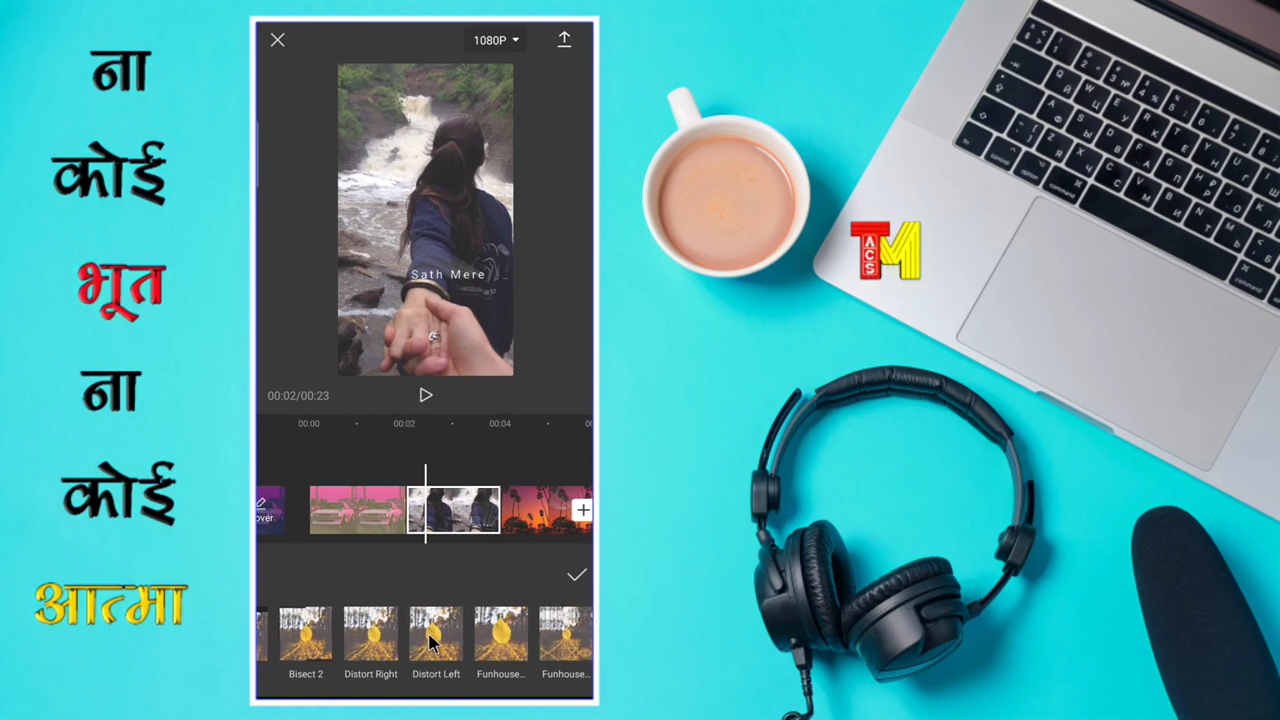 ना
कोई
भूत
ना
कोई
आत्मा
1080P
Sath Mere
00:02/00:23
00:00
00:02
00:04
Bisect 2
Distort Right
Distort Left
Funhouse...
Funhouse...
TM
TACS